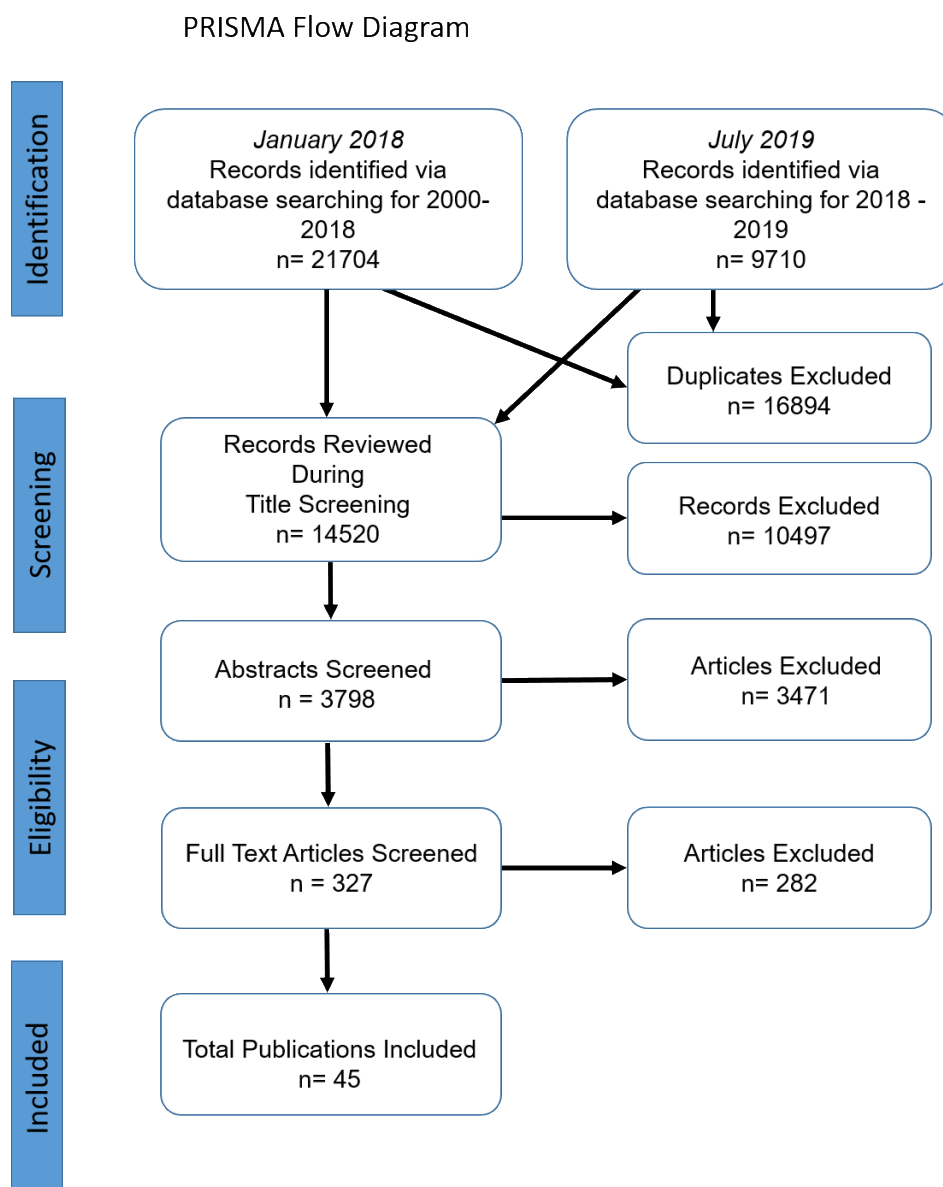 PRISMA Flow Diagram
Identification
January 2018
Records identified via
database searching for 2000-
2018
n= 21704
July 2019
Records identified via
database searching for 2018 -
2019
n= 9710
Duplicates Excluded
n= 16894
Screening
Records Reviewed
During
Title Screening
n= 14520
Records Excluded
n= 10497
Abstracts Screened
n = 3798
Articles Excluded
n= 3471
Eligibility
Full Text Articles Screened
n = 327
Articles Excluded
n= 282
Included
Total Publications Included
n= 45